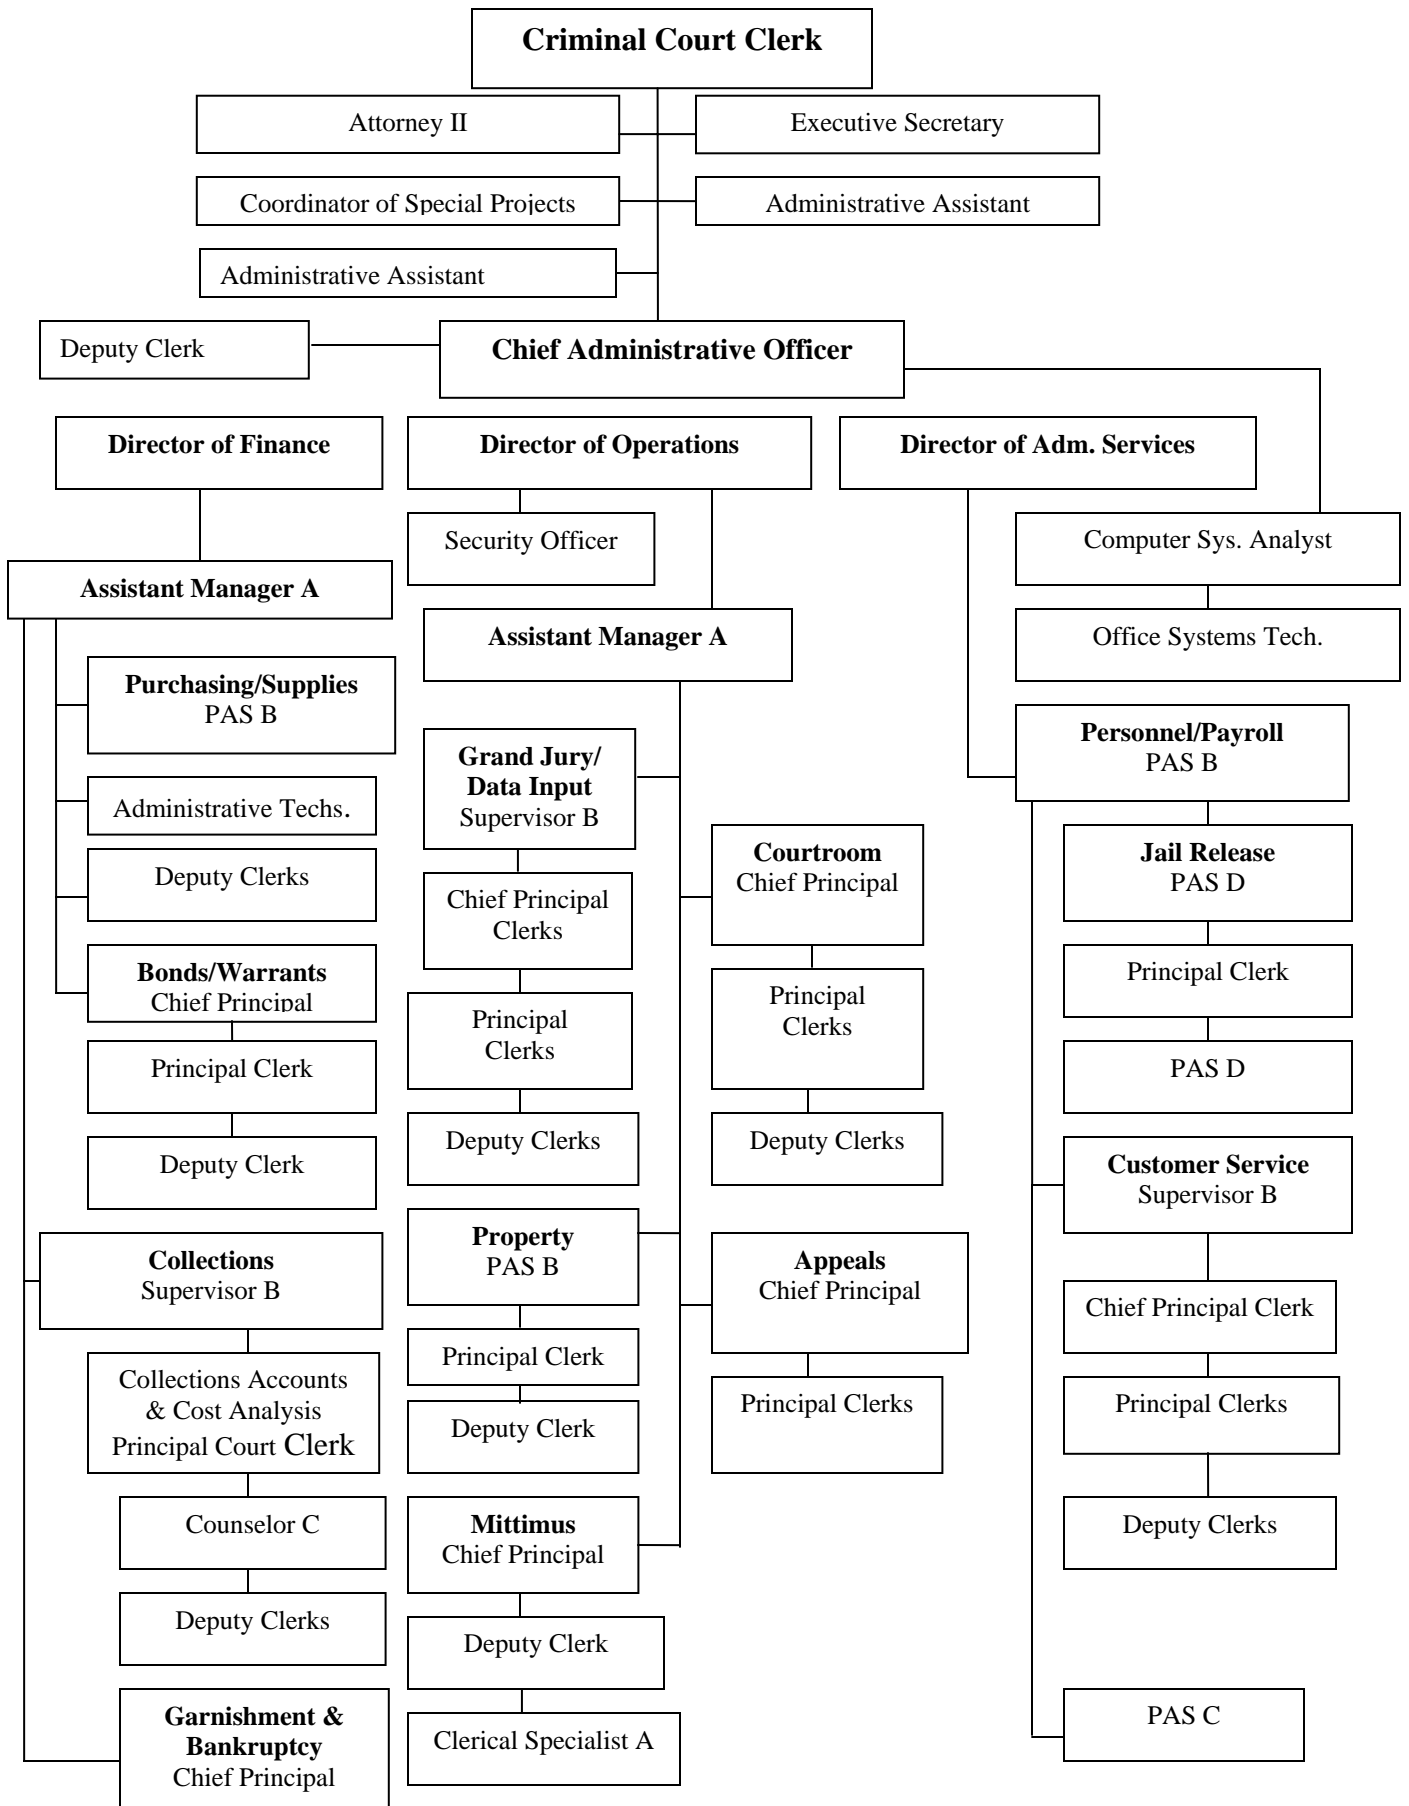 Criminal Court Clerk
Attorney II
Executive Secretary
Coordinator of Special Projects
Administrative Assistant
Administrative Assistant
Deputy Clerk
Chief Administrative Officer
Director of Finance
Director of Operations
Director of Adm. Services
Security Officer
Computer Sys. Analyst
Assistant Manager A
Assistant Manager A
Office Systems Tech.
Purchasing/Supplies
PAS B
Administrative Techs.
Deputy Clerks
Bonds/Warrants
Chief Principal
Principal Clerk
Deputy Clerk
Collections
Supervisor B
Collections Accounts
& Cost Analysis
Principal Court Clerk
Counselor C
Deputy Clerks
Garnishment &
Bankruptcy
Chief Principal
Grand Jury/
Data Input
Supervisor B
Chief Principal
Clerks
Principal
Clerks
Deputy Clerks
Property
PAS B
Principal Clerk
Deputy Clerk
Mittimus
Chief Principal
Deputy Clerk
Clerical Specialist A
Courtroom
Chief Principal
Principal
Clerks
Deputy Clerks
Appeals
Chief Principal
Principal Clerks
Personnel/Payroll
PAS B
Jail Release
PAS D
Principal Clerk
PAS D
Customer Service
Supervisor B
Chief Principal Clerk
Principal Clerks
Deputy Clerks
PAS C